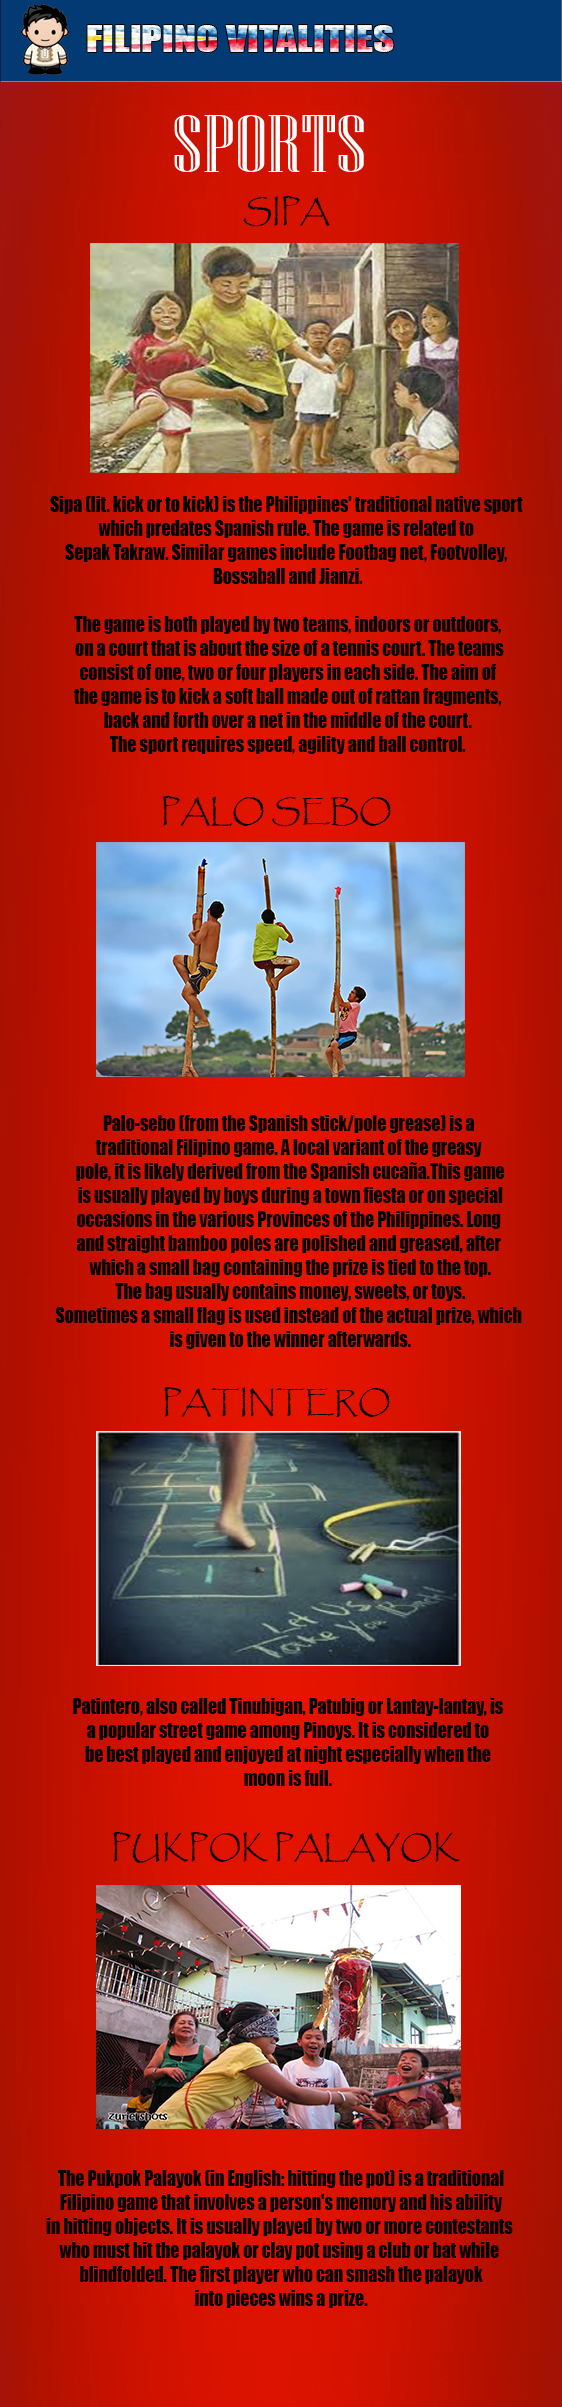 FILIPINO VITALITIES
SPORTS
SIPA
Sipa (lit. kick or to kick) is the Philippines' traditional native sport
which predates Spanish rule. The game is related to
Sepak Takraw. Similar games include Footbag net, Footvolley,
Bossaball and Jianzi.
The game is both played by two teams, indoors or outdoors,
on a court that is about the size of a tennis court. The teams
consist of one, two or four players in each side. The aim of
the game is to kick a soft ball made out of rattan fragments,
back and forth over a net in the middle of the court.
The sport requires speed, agility and ball control.
PALO SEBO
Palo-sebo (from the Spanish stick/pole grease) is a
traditional Filipino game. A local variant of the greasy
pole, it is likely derived from the Spanish cucaña.This game
is usually played by boys during a town fiesta or on special
occasions in the various Provinces of the Philippines. Long
and straight bamboo poles are polished and greased, after
which a small bag containing the prize is tied to the top.
The bag usually contains money, sweets, or toys.
Sometimes a small flag is used instead of the actual prize, which
is given to the winner afterwards.
PATINTERO
1
Let Us
Take You Back
Patintero, also called Tinubigan, Patubig or Lantay-lantay, is
a popular street game among Pinoys. It is considered to
be best played and enjoyed at night especially when the
moon is full.
PUKPOK PALAYOK
zurietshots
The Pukpok Palayok (in English: hitting the pot) is a traditional
Filipino game that involves a person's memory and his ability
in hitting objects. It is usually played by two or more contestants
who must hit the palayok or clay pot using a club or bat while
blindfolded. The first player who can smash the palayok
into pieces wins a prize.